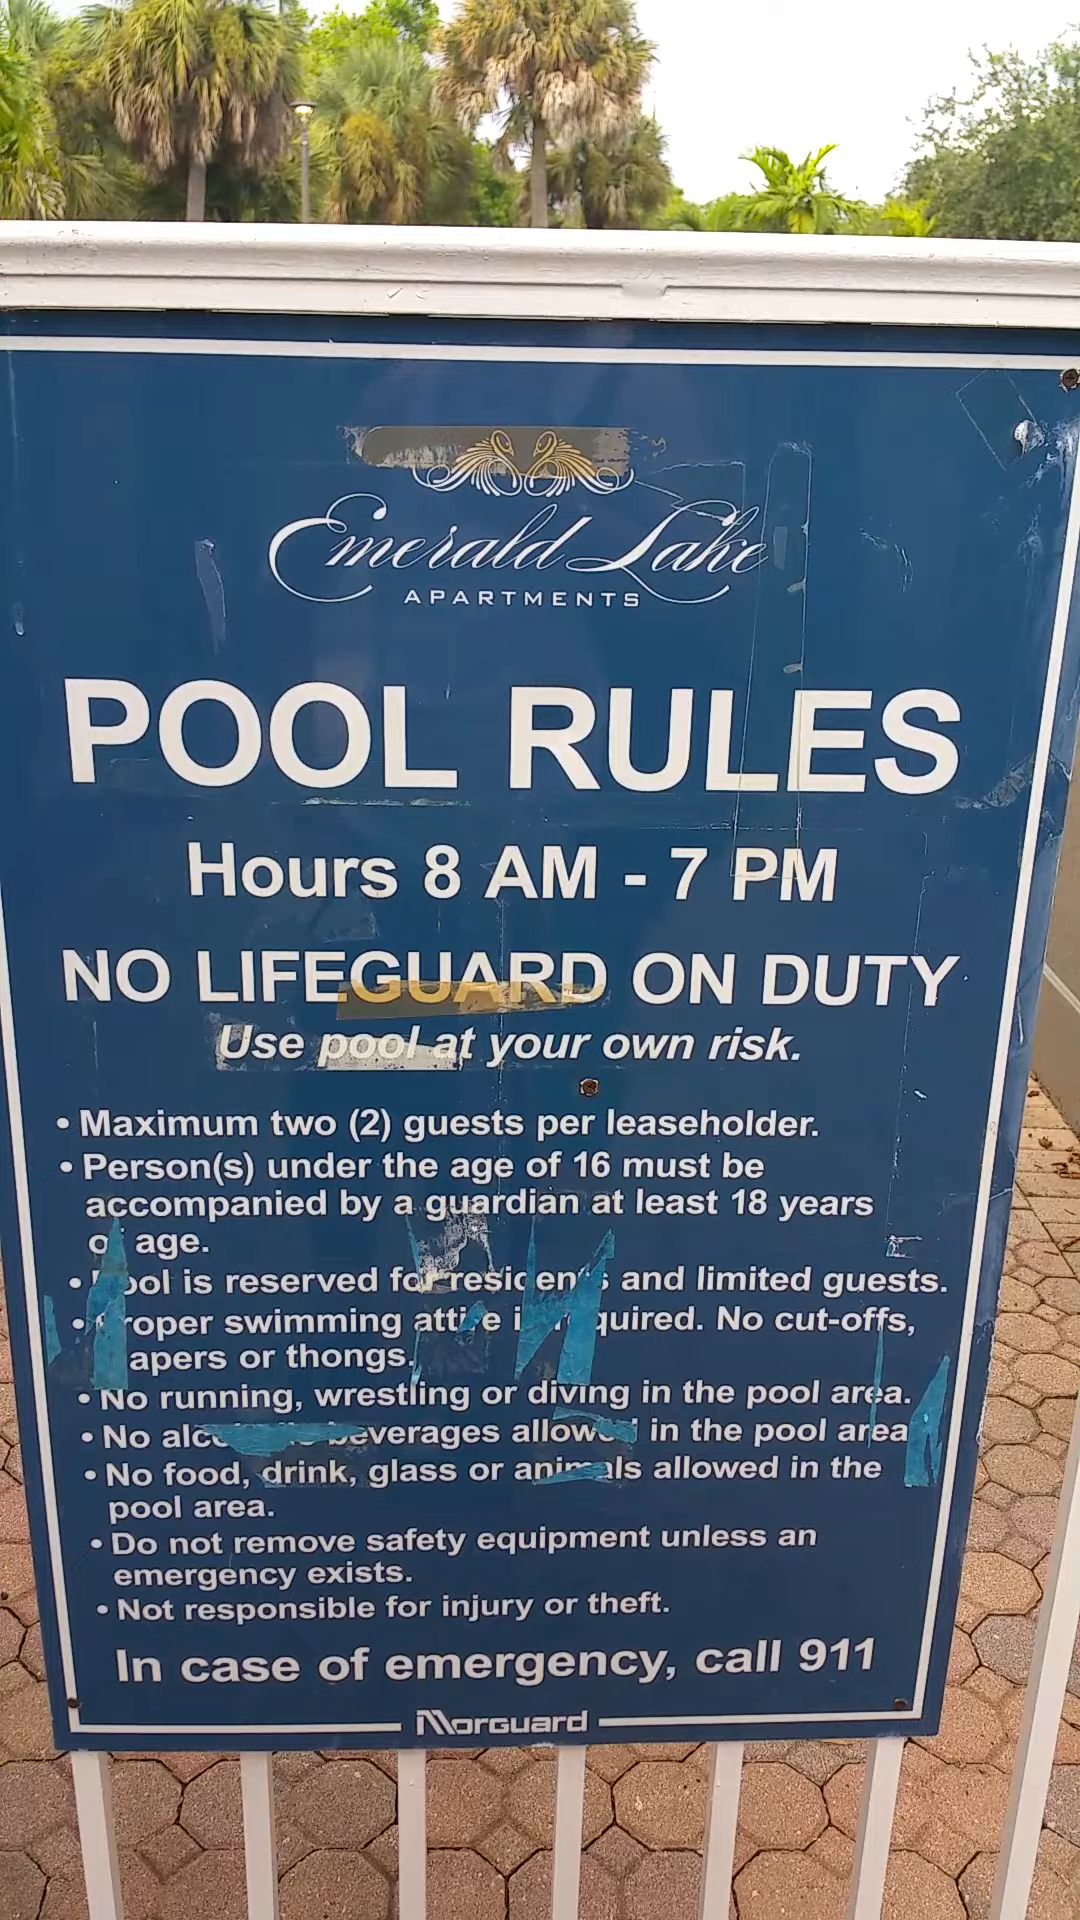 Emerald Lake
APARTMENTS
POOL RULES
Hours 8 AM - 7 PM
NO LIFEGUARD ON DUTY
Use pool at your own risk.
• Maximum two (2) guests per leaseholder.
• Person(s) under the age of 16 must be
accompanied by a guardian at least 18 years
of age.
• Pool is reserved for residents and limited guests.
• Proper swimming attire is required. No cut-offs,
apers or thongs.
• No running, wrestling or diving in the pool area.
• No alcoholic beverages allowed in the pool area
• No food, drink, glass or animals allowed in the
pool area.
• Do not remove safety equipment unless an
emergency exists.
• Not responsible for injury or theft.
In case of emergency, call 911
Morguard